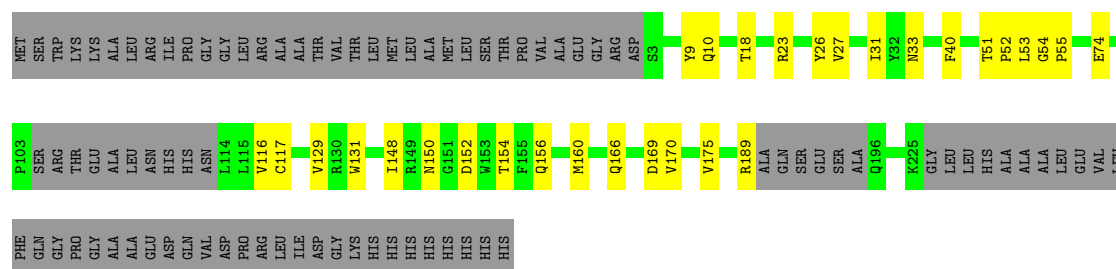 MET SER TRP LYS LYS ALA LEU ARG ILE PRO GLY GLY LEU ARG ALA ALA THR VAL THR LEU MET LEU ALA MET LEU SER THR PRO VAL ALA GLU GLY ARG ASP S3 Y9 Q10 T18 R23 Y26 V27 I31 Y32 N33 F40 T51 P52 L53 G54 P55 E74
P103 SER ARG THR GLU ALA LEU ASN HIS HIS ASN L114 L115 V116 C117 V129 R130 W131 I148 R149 N150 G151 D152 W153 T154 F155 Q156 M160 Q166 D169 V170 V175 R189 ALA GLN SER GLU SER ALA Q196 K225 GLY LEU LEU HIS ALA ALA ALA LEU GLU VAL
PHE GLN GLY PRO GLY ALA ALA GLU ASP GLN VAL ASP PRO ARG LEU ILE ASP GLY LYS HIS HIS HIS HIS HIS HIS HIS HIS